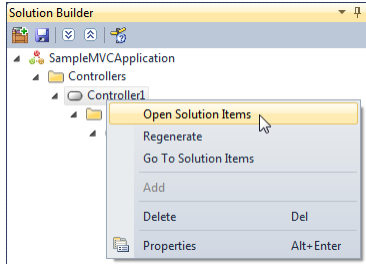 Solution Builder
SampleMVCApplication
Controllers
Controller1
Open Solution Items
Regenerate
Go To Solution Items
Add
Delete Del
Properties Alt+Enter